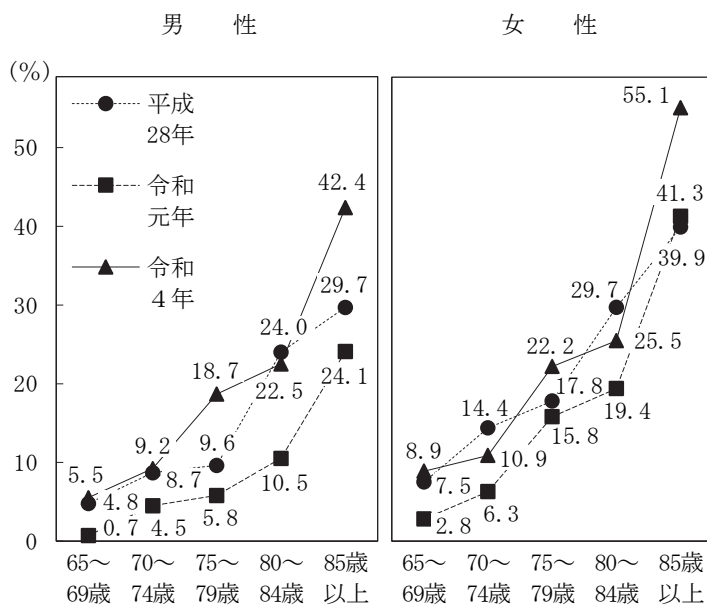 男　性
女　性
(%)
平成
28年
令和
元年
令和
4年
50
40
30
20
10
0
5.5
4.8
0.7
9.2
8.7
4.5
18.7
9.6
5.8
24.0
22.5
10.5
42.4
29.7
24.1
8.9
7.5
2.8
14.4
10.9
6.3
22.2
17.8
15.8
29.7
25.5
19.4
55.1
41.3
39.9
65～
69歳
70～
74歳
75～
79歳
80～
84歳
85歳
以上
65～
69歳
70～
74歳
75～
79歳
80～
84歳
85歳
以上